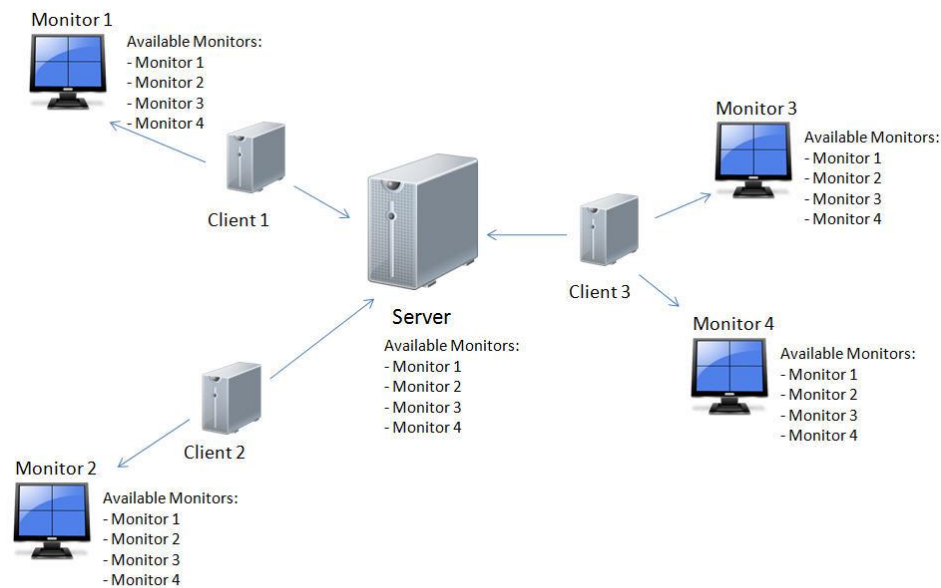 Monitor 1
Available Monitors:
- Monitor 1
- Monitor 2
- Monitor 3
- Monitor 4
Client 1
Monitor 3
Available Monitors:
- Monitor 1
- Monitor 2
- Monitor 3
- Monitor 4
Client 3
Server
Available Monitors:
- Monitor 1
- Monitor 2
- Monitor 3
- Monitor 4
Monitor 4
Available Monitors:
- Monitor 1
- Monitor 2
- Monitor 3
- Monitor 4
Client 2
Monitor 2
Available Monitors:
- Monitor 1
- Monitor 2
- Monitor 3
- Monitor 4